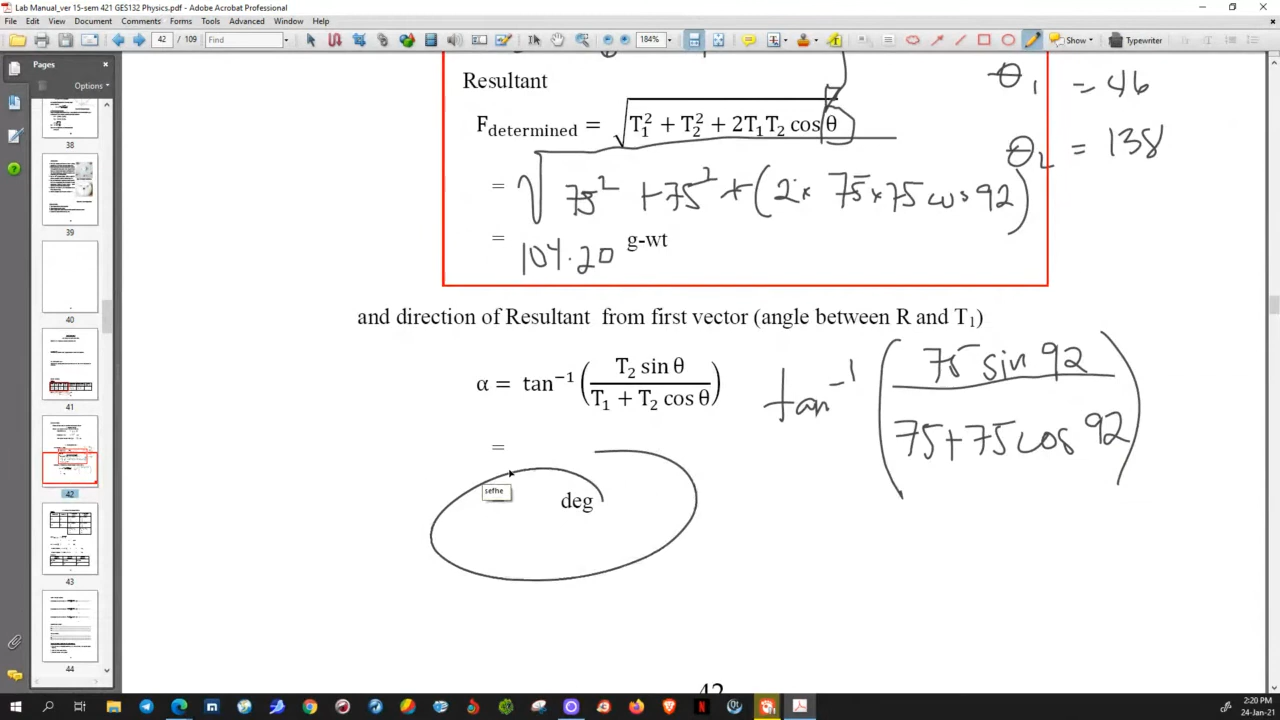 Lab Manual_ver 15-sem 421 GES132 Physics.pdf - Adobe Acrobat Professional
File Edit View Document Comments Forms Tools Advanced Window Help
42 / 109 Find 184% Show Typewriter
Pages
Options
38
39
40
41
42
43
44
Resultant
F determined = √T₁² + T₂² + 2T₁T₂ cos θ
= √75² + 75² + (2 × 75 × 75 cos 92)
= 104.20 g-wt
θ₁ = 46
θ₂ = 138
and direction of Resultant from first vector (angle between R and T₁)
α = tan⁻¹ (T₂ sin θ / T₁ + T₂ cos θ)
tan⁻¹ (75 sin 92 / 75 + 75 cos 92)
=
sefhe
deg
42
2:20 PM
24-Jan-21